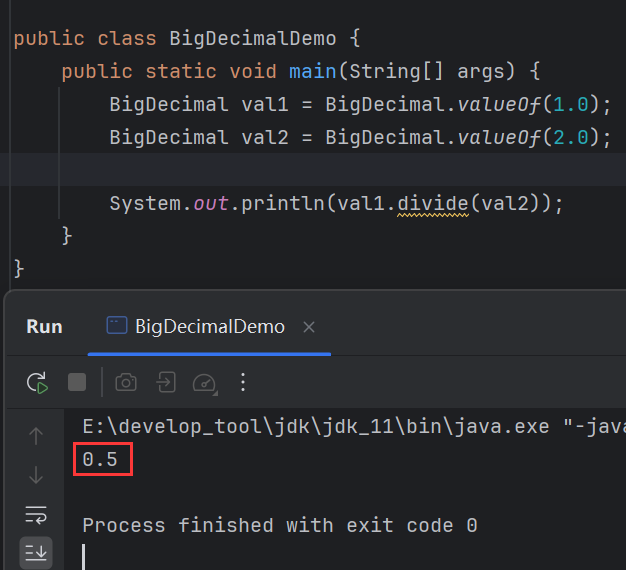 public class BigDecimalDemo {
    public static void main(String[] args) {
        BigDecimal val1 = BigDecimal.valueOf(1.0);
        BigDecimal val2 = BigDecimal.valueOf(2.0);
        System.out.println(val1.divide(val2));
    }
}
Run BigDecimalDemo ×
E:\develop_tool\jdk\jdk_11\bin\java.exe "-java
0.5
Process finished with exit code 0